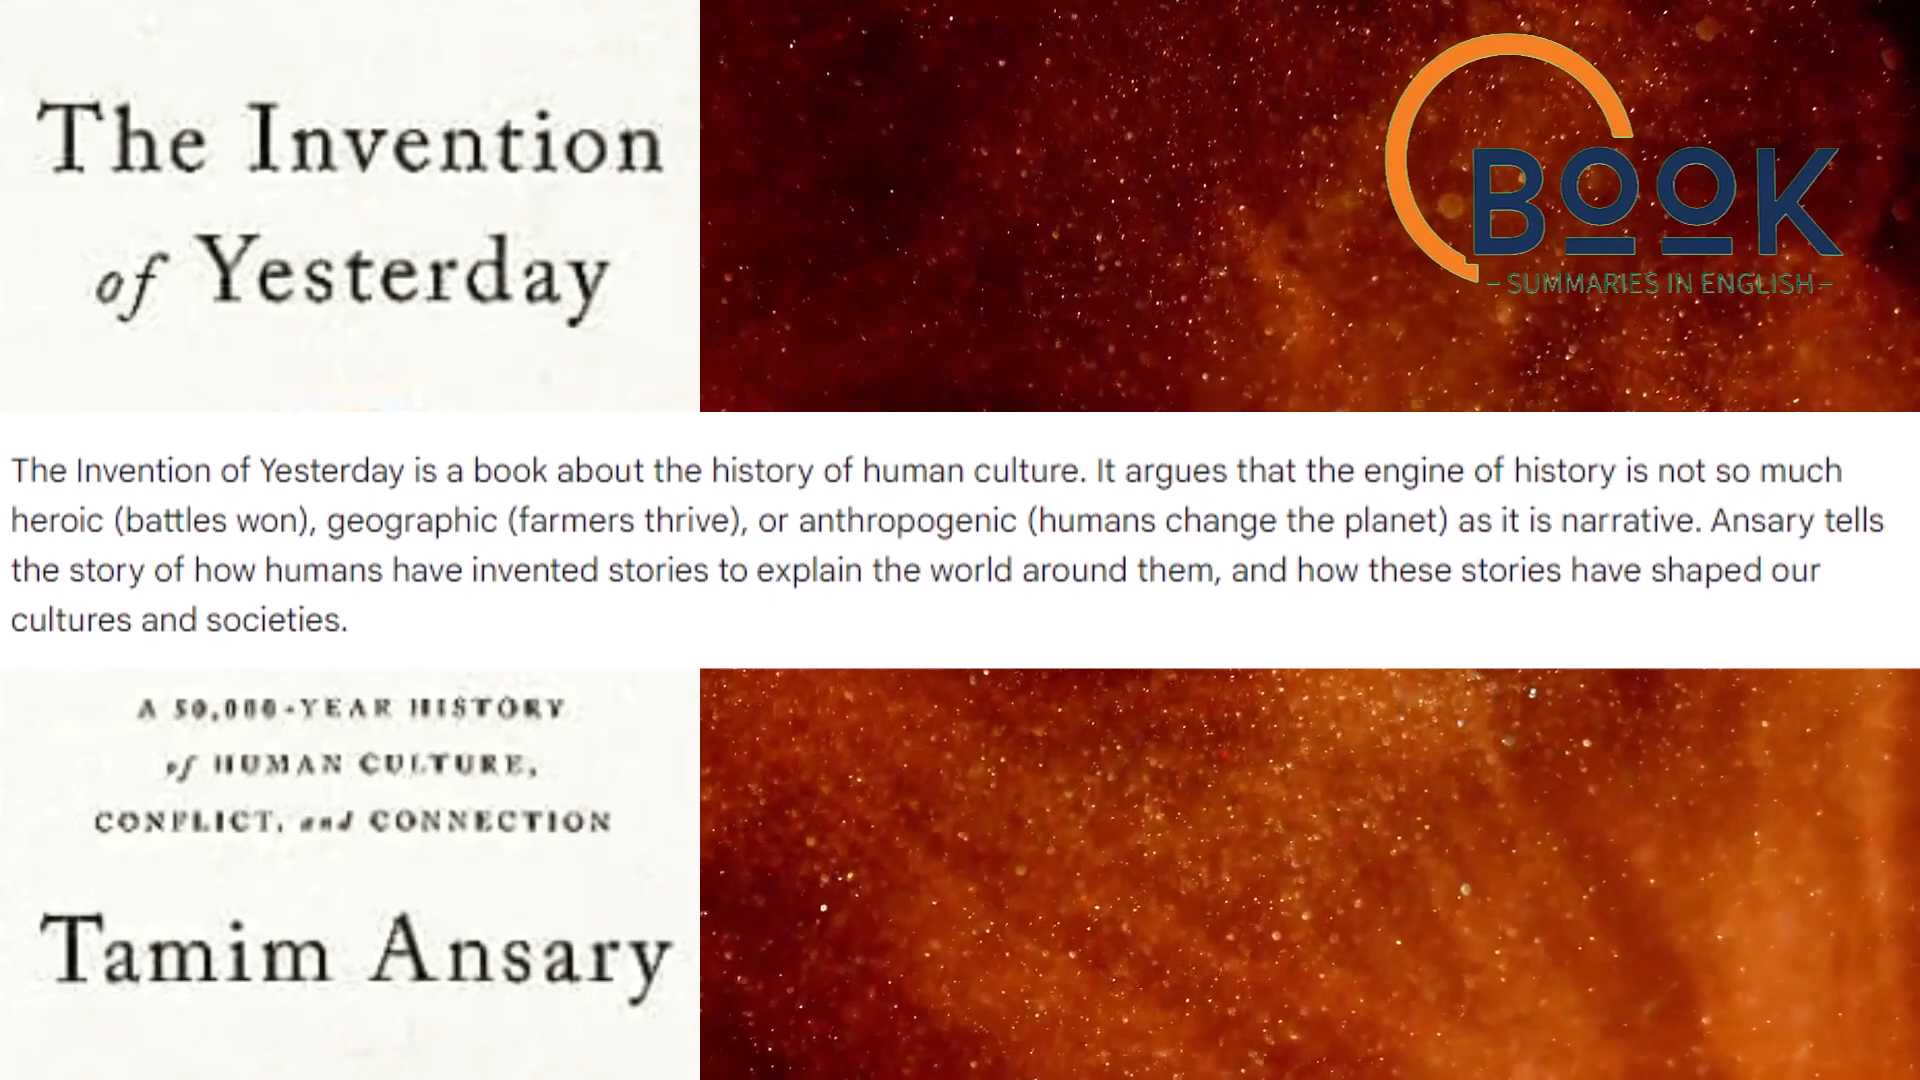 The Invention
of Yesterday
BOOK
– SUMMARIES IN ENGLISH –
The Invention of Yesterday is a book about the history of human culture. It argues that the engine of history is not so much
heroic (battles won), geographic (farmers thrive), or anthropogenic (humans change the planet) as it is narrative. Ansary tells
the story of how humans have invented stories to explain the world around them, and how these stories have shaped our
cultures and societies.
A 50,000-YEAR HISTORY
of HUMAN CULTURE,
CONFLICT, and CONNECTION
Tamim Ansary